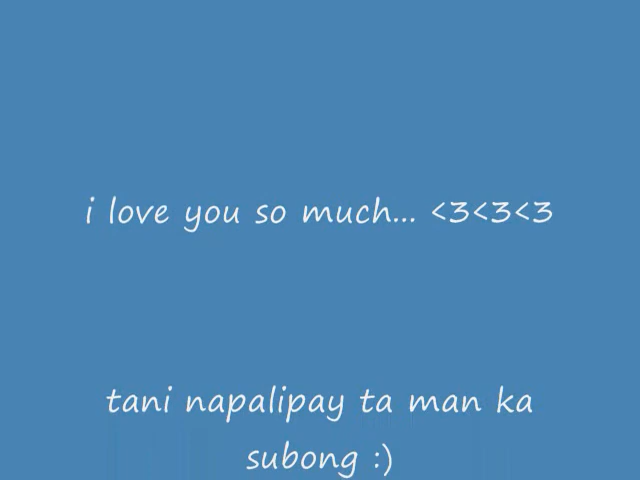 i love you so much... <3<3<3
tani napalipay ta man ka
subong :)